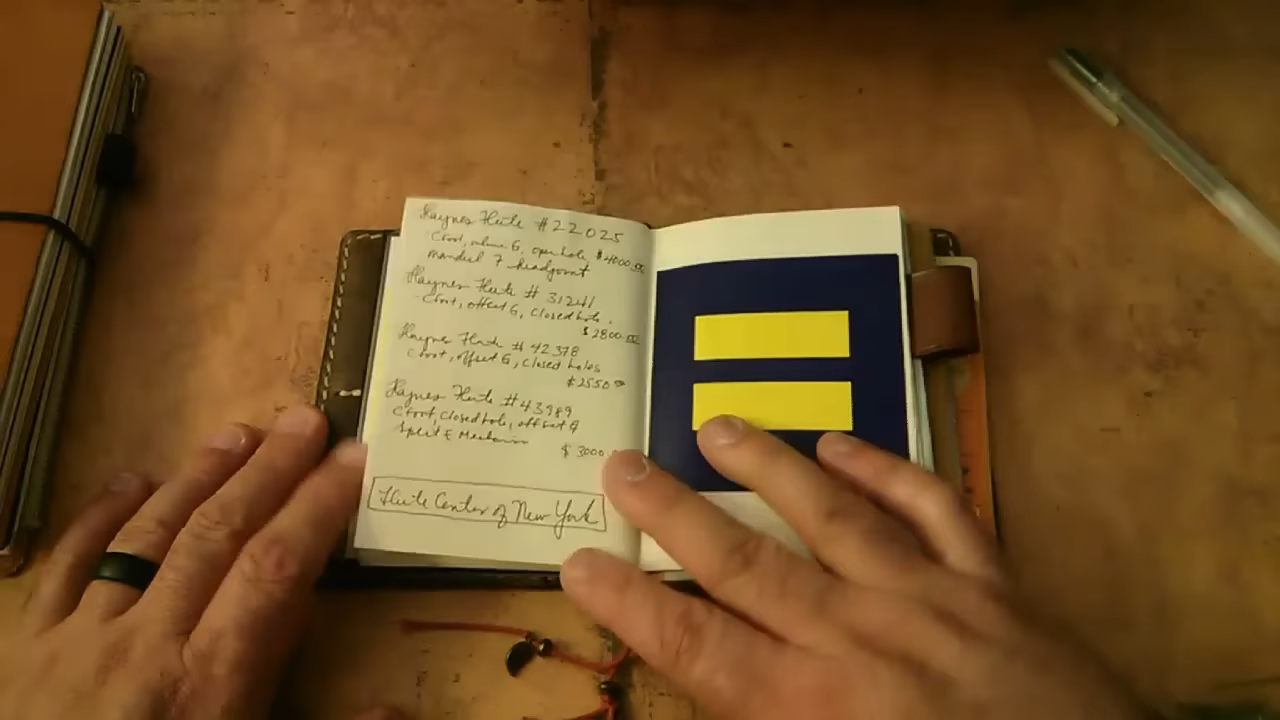 Haynes Flute #22025
C foot, inline G, open hole, $4000.00
mandel 7 headjoint
Haynes Flute # 31241
C foot, offset G, Closed hole.
$2800.00
Haynes Flute # 42378
C foot, offset G, closed holes
$2550.00
Haynes Flute #43989
C foot, closed hole, offset G
Split E Mechanism
$3000.
Flute Center of New York